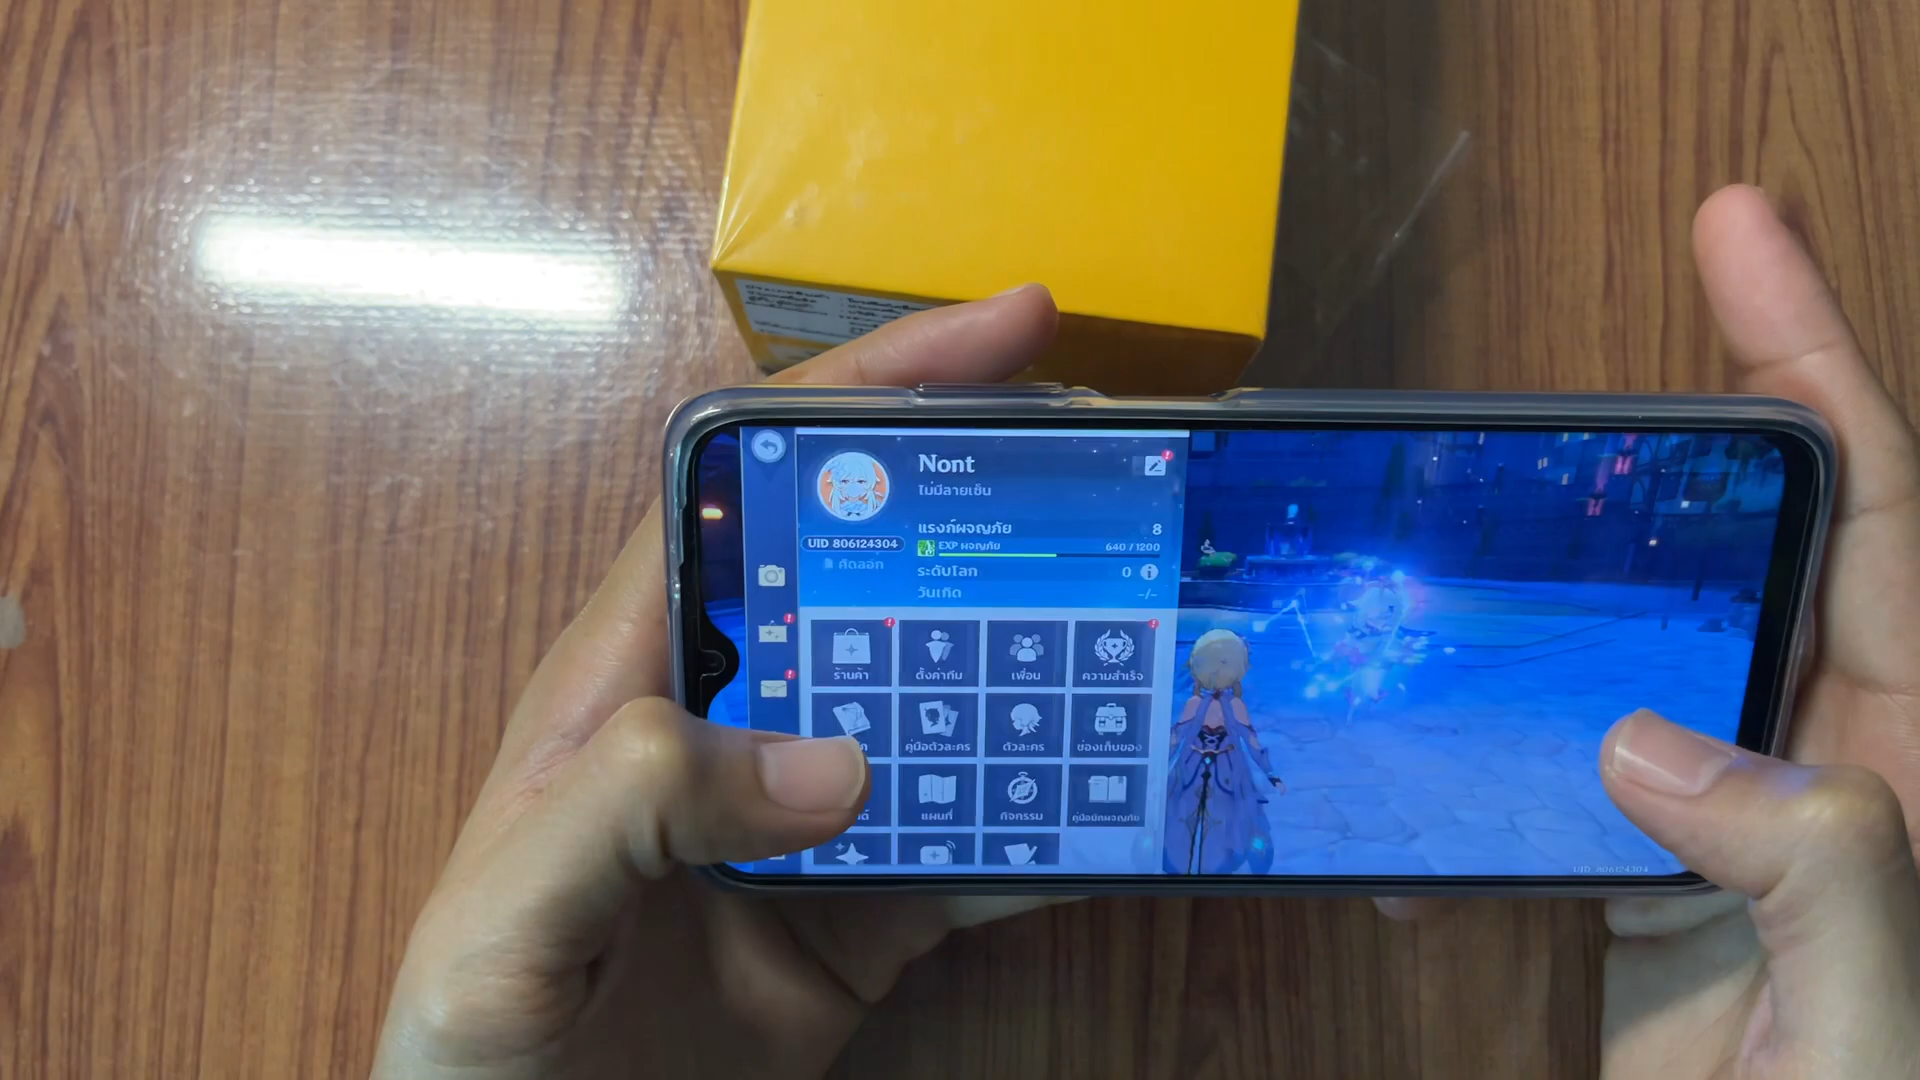 Nont
ไม่มีลายเซ็น
แรงก์ผจญภัย 8
UID 806124304
EXP ผจญภัย 640 / 1200
คัดลอก
ระดับโลก 0
วันเกิด -/-
ร้านค้า ตั้งค่าทีม เพื่อน ความสำเร็จ
คู่มือตัวละคร ตัวละคร ช่องเก็บของ
แผนที่ กิจกรรม คู่มือนักผจญภัย
UID 806124304